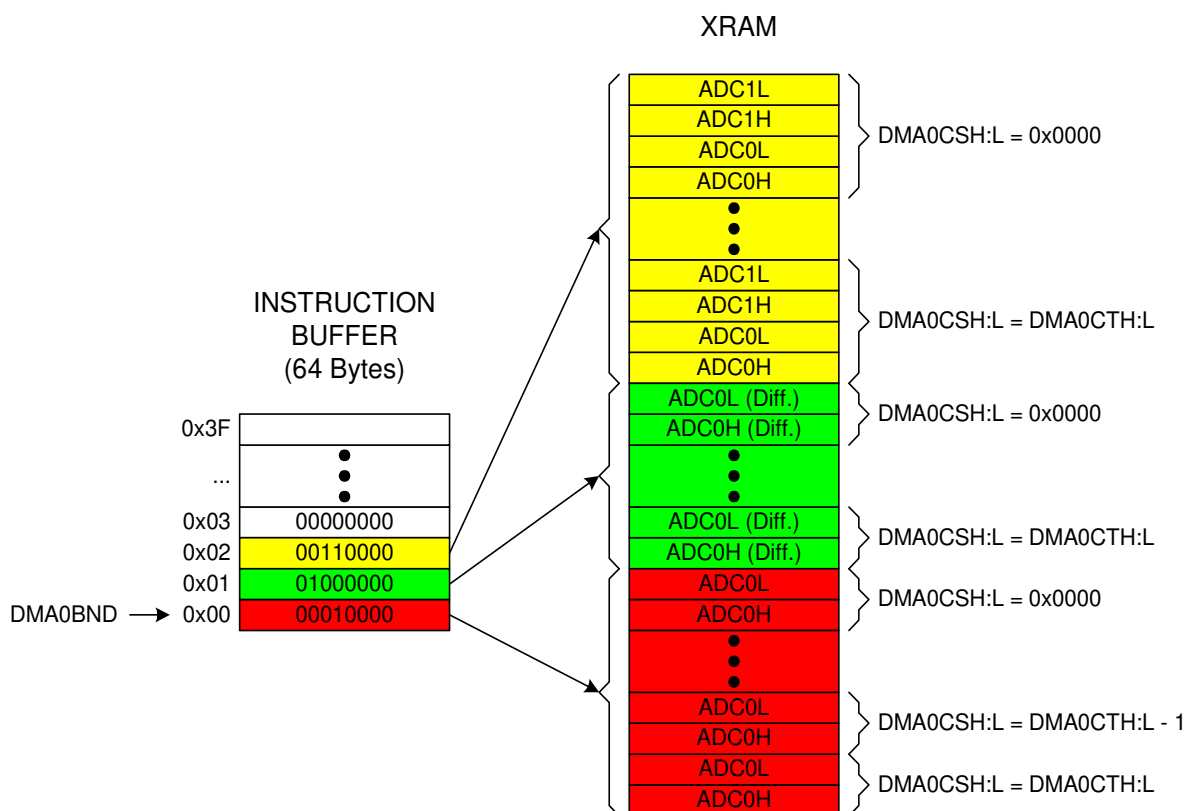 XRAM
ADC1L
ADC1H
ADC0L
ADC0H
DMA0CSH:L = 0x0000
ADC1L
ADC1H
ADC0L
ADC0H
DMA0CSH:L = DMA0CTH:L
ADC0L (Diff.)
ADC0H (Diff.)
DMA0CSH:L = 0x0000
ADC0L (Diff.)
ADC0H (Diff.)
DMA0CSH:L = DMA0CTH:L
ADC0L
ADC0H
DMA0CSH:L = 0x0000
ADC0L
ADC0H
DMA0CSH:L = DMA0CTH:L - 1
ADC0L
ADC0H
DMA0CSH:L = DMA0CTH:L
INSTRUCTION
BUFFER
(64 Bytes)
0x3F
...
0x03 00000000
0x02 00110000
0x01 01000000
DMA0BND 0x00 00010000